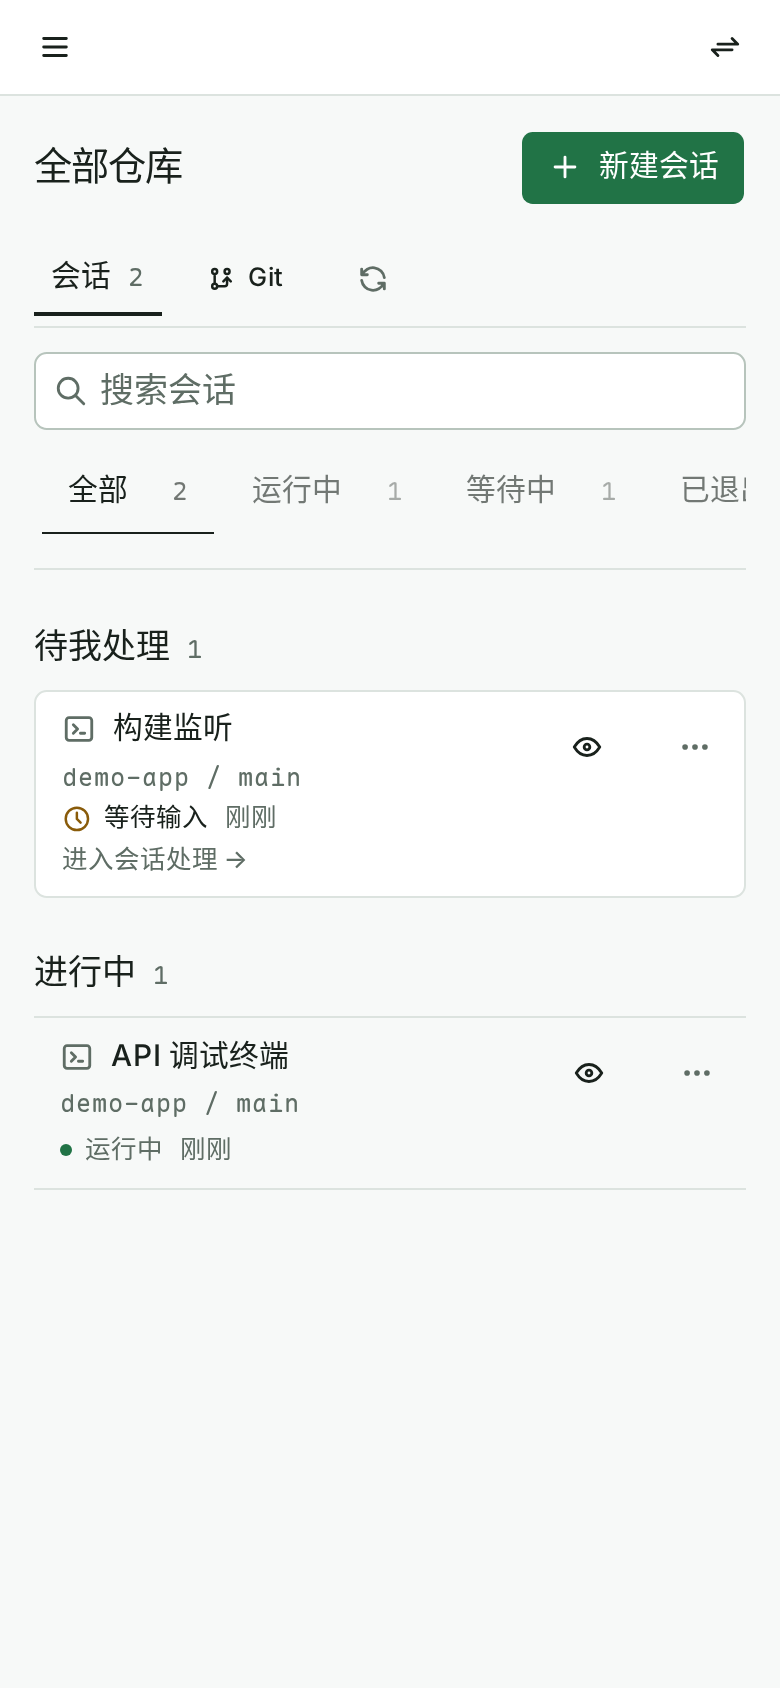 全部仓库
新建会话
会话 2 Git
搜索会话
全部 2 运行中 1 等待中 1 已退
待我处理 1
构建监听
demo-app / main
等待输入 刚刚
进入会话处理 →
进行中 1
API 调试终端
demo-app / main
运行中 刚刚